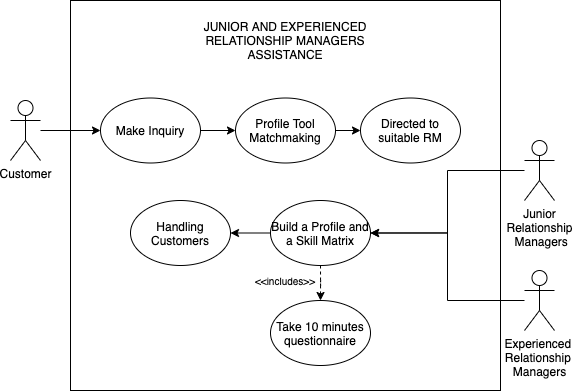 JUNIOR AND EXPERIENCED
RELATIONSHIP MANAGERS
ASSISTANCE
Make Inquiry
Profile Tool
Matchmaking
Directed to
suitable RM
Customer
Handling
Customers
Build a Profile and
a Skill Matrix
Junior
Relationship
Managers
<<includes>>
Take 10 minutes
questionnaire
Experienced
Relationship
Managers